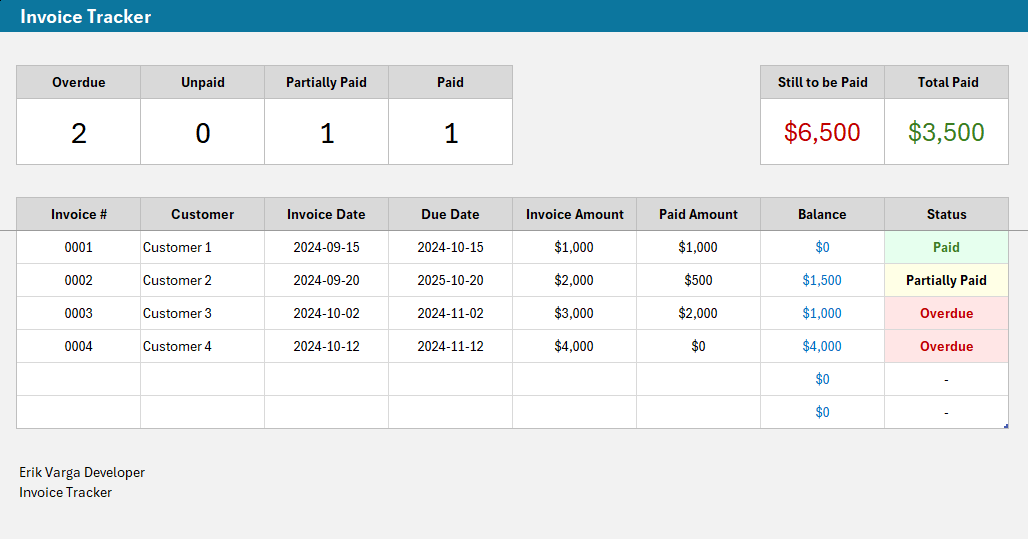 Invoice Tracker
Overdue Unpaid Partially Paid Paid Still to be Paid Total Paid
2 0 1 1 $6,500 $3,500
Invoice # Customer Invoice Date Due Date Invoice Amount Paid Amount Balance Status
0001 Customer 1 2024-09-15 2024-10-15 $1,000 $1,000 $0 Paid
0002 Customer 2 2024-09-20 2025-10-20 $2,000 $500 $1,500 Partially Paid
0003 Customer 3 2024-10-02 2024-11-02 $3,000 $2,000 $1,000 Overdue
0004 Customer 4 2024-10-12 2024-11-12 $4,000 $0 $4,000 Overdue
$0 -
$0 -
Erik Varga Developer
Invoice Tracker